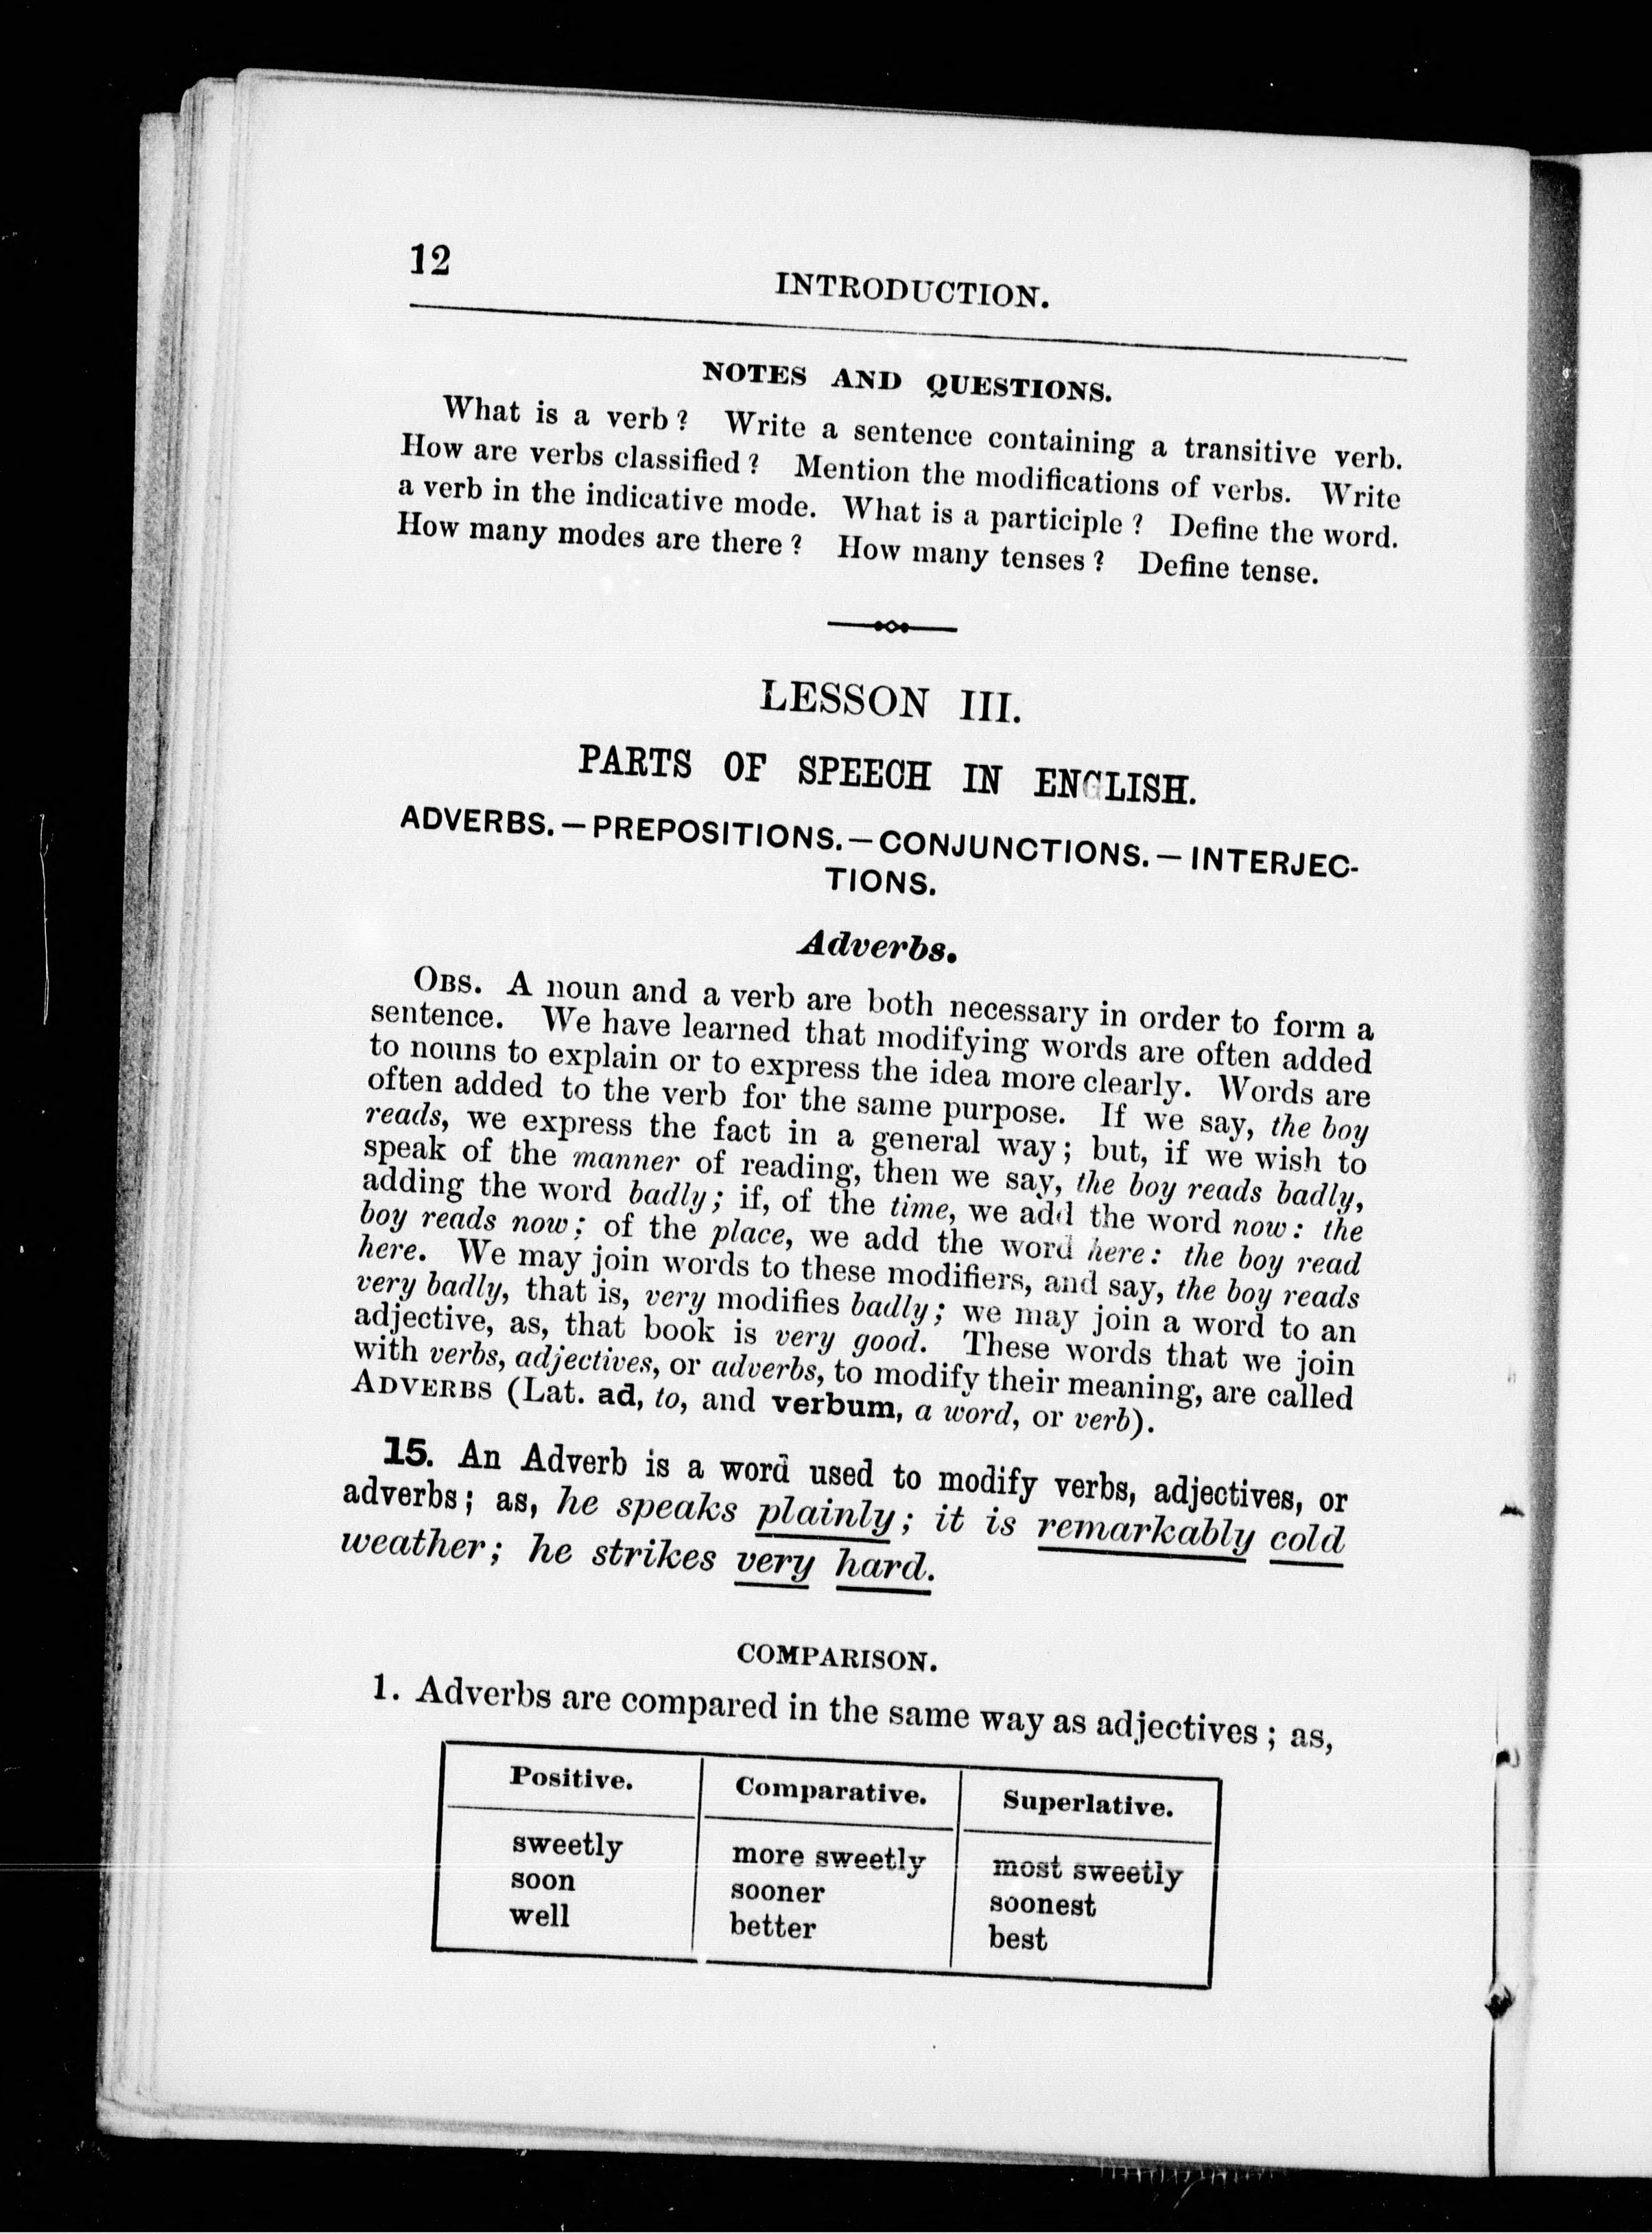 12
INTRODUCTION.
NOTES AND QUESTIONS.
What is a verb? Write a sentence containing a transitive verb.
How are verbs classified? Mention the modifications of verbs. Write
a verb in the indicative mode. What is a participle? Define the word.
How many modes are there? How many tenses? Define tense.
LESSON III.
PARTS OF SPEECH IN ENGLISH.
ADVERBS.—PREPOSITIONS.—CONJUNCTIONS.—INTERJEC-
TIONS.
Adverbs.
OBS. A noun and a verb are both necessary in order to form a
sentence. We have learned that modifying words are often added
to nouns to explain or to express the idea more clearly. Words are
often added to the verb for the same purpose. If we say, the boy
reads, we express the fact in a general way; but, if we wish to
speak of the manner of reading, then we say, the boy reads badly,
adding the word badly; if, of the time, we add the word now: the
boy reads now; of the place, we add the word here: the boy read
here. We may join words to these modifiers, and say, the boy reads
very badly, that is, very modifies badly; we may join a word to an
adjective, as, that book is very good. These words that we join
with verbs, adjectives, or adverbs, to modify their meaning, are called
ADVERBS (Lat. ad, to, and verbum, a word, or verb).
15. An Adverb is a word used to modify verbs, adjectives, or
adverbs; as, he speaks plainly; it is remarkably cold
weather; he strikes very hard.
COMPARISON.
1. Adverbs are compared in the same way as adjectives; as,
Positive. Comparative. Superlative.
sweetly more sweetly most sweetly
soon sooner soonest
well better best